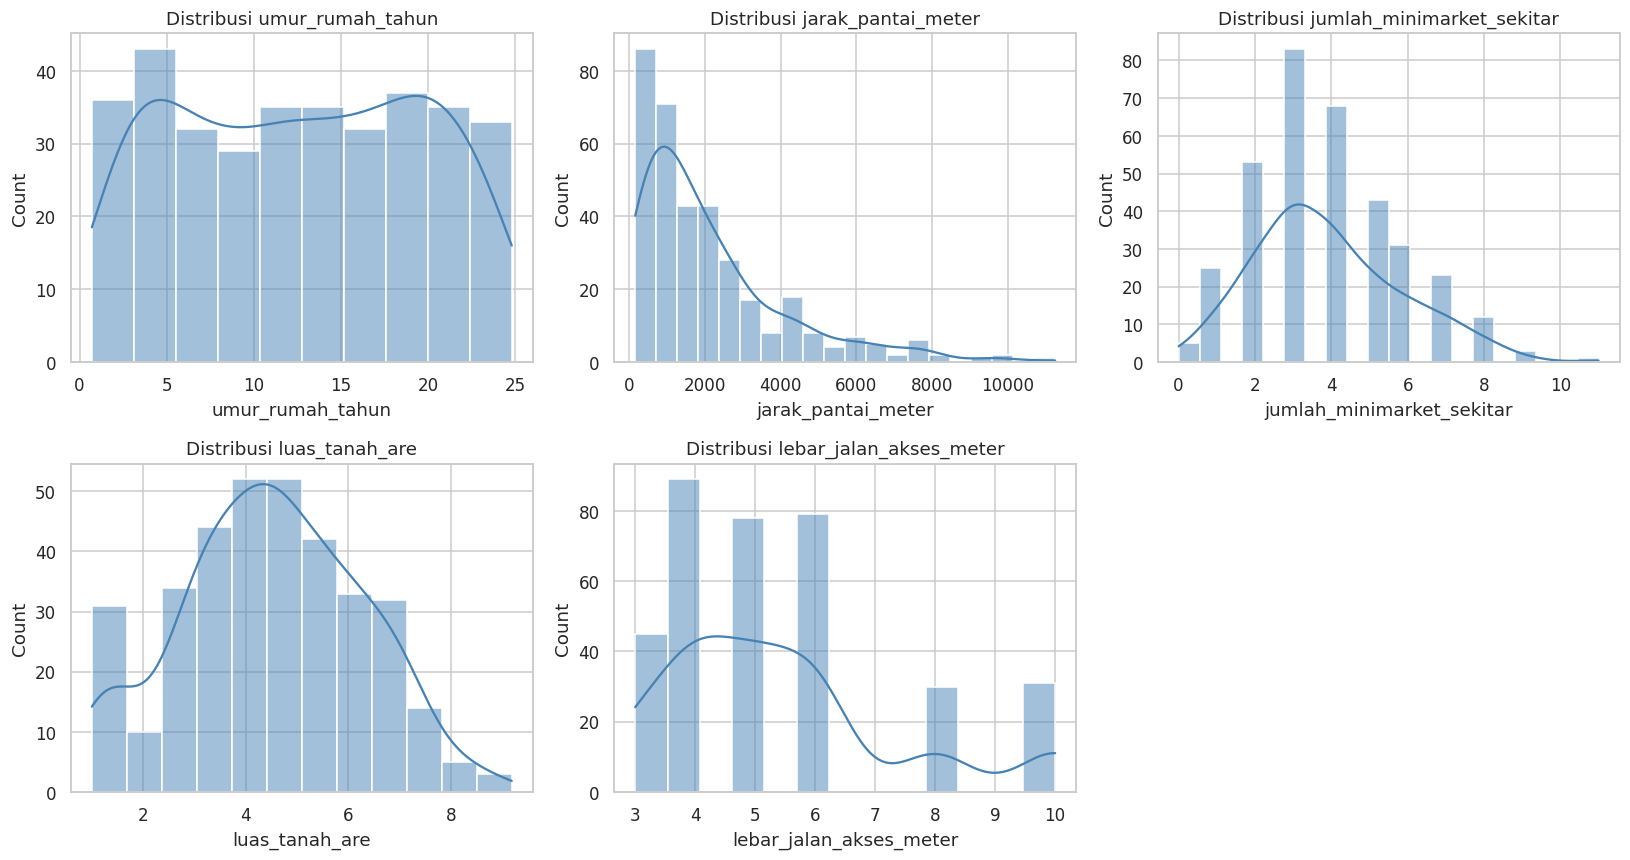 Distribusi umur_rumah_tahun
Count
40
30
20
10
0
0 5 10 15 20 25
umur_rumah_tahun
Distribusi jarak_pantai_meter
Count
80
60
40
20
0
0 2000 4000 6000 8000 10000
jarak_pantai_meter
Distribusi jumlah_minimarket_sekitar
Count
80
70
60
50
40
30
20
10
0
0 2 4 6 8 10
jumlah_minimarket_sekitar
Distribusi luas_tanah_are
Count
50
40
30
20
10
0
2 4 6 8
luas_tanah_are
Distribusi lebar_jalan_akses_meter
Count
80
60
40
20
0
3 4 5 6 7 8 9 10
lebar_jalan_akses_meter